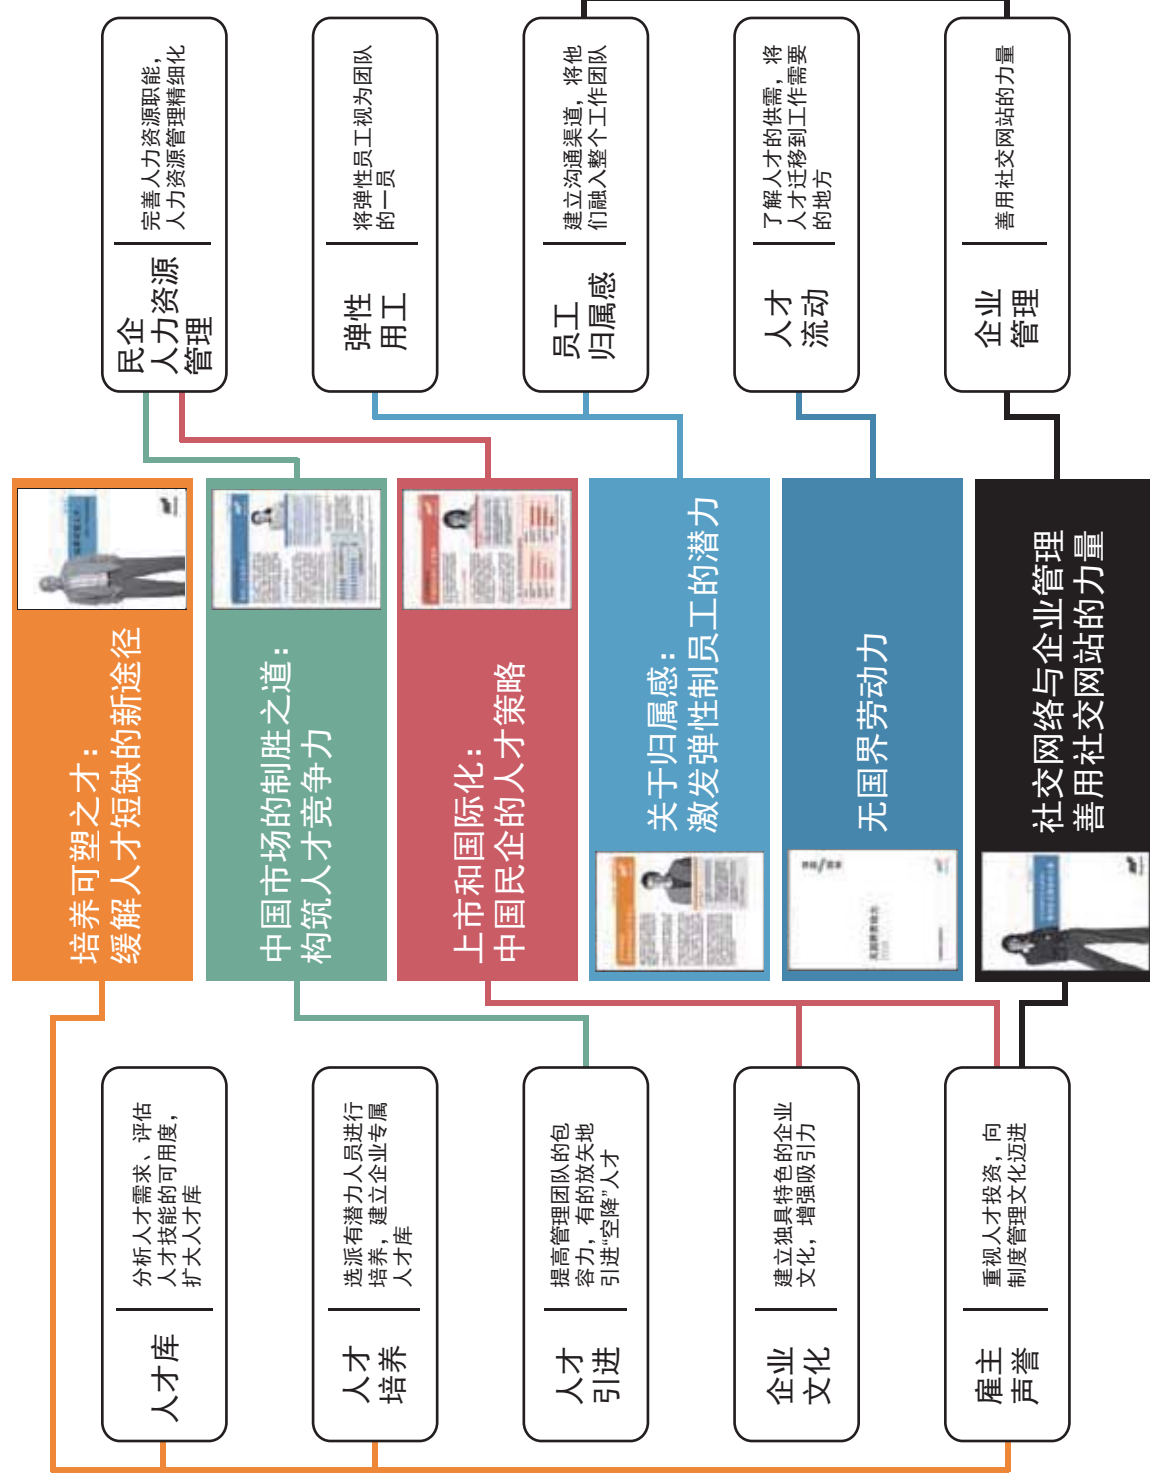 人才库
分析人才需求、评估
人才技能的可用度，
扩大人才库
人才
培养
选派有潜力人员进行
培养，建立企业专属
人才库
人才
引进
提高管理团队的包
容力，有的放矢地
引进“空降”人才
企业
文化
建立独具特色的企业
文化，增强吸引力
雇主
声誉
重视人才投资，向
制度管理文化迈进
培养可塑之才：
缓解人才短缺的新途径
中国市场的制胜之道：
构筑人才竞争力
上市和国际化：
中国民企的人才策略
关于归属感：
激发弹性制员工的潜力
无国界劳动力
社交网络与企业管理
善用社交网站的力量
民企
人力资源
管理
完善人力资源职能，
人力资源管理精细化
弹性
用工
将弹性员工视为团队
的一员
员工
归属感
建立沟通渠道，将他
们融入整个工作团队
人才
流动
了解人才的供需，将
人才迁移到工作需要
的地方
企业
管理
善用社交网站的力量